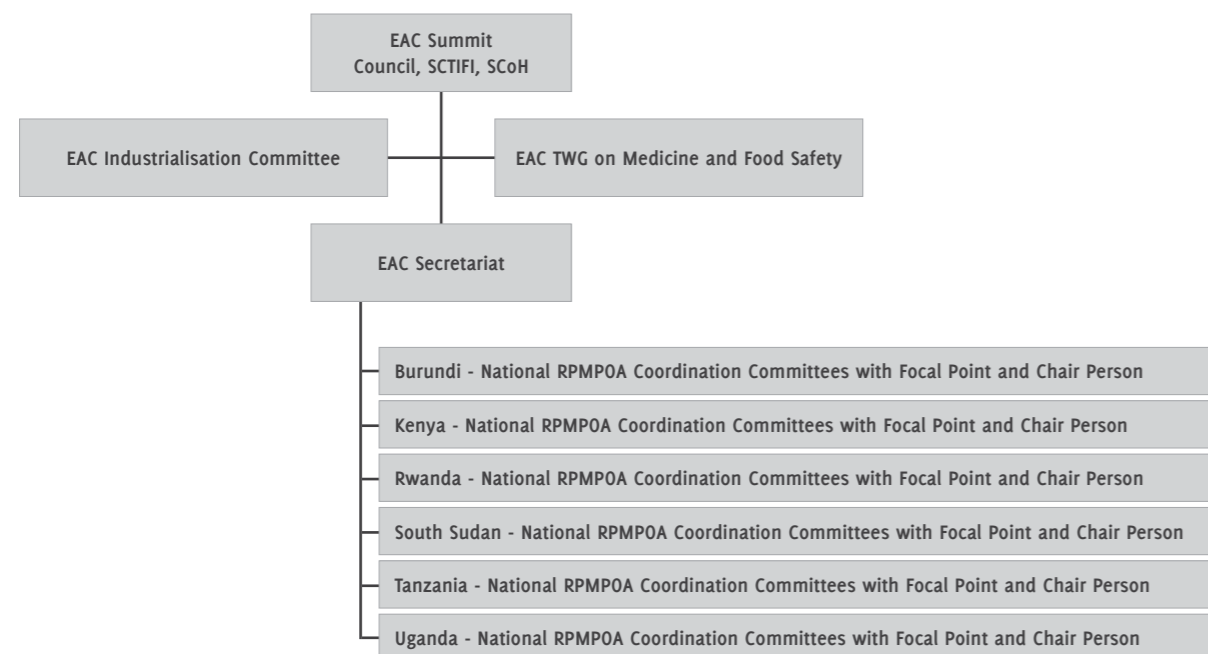 EAC Summit
Council, SCTIFI, SCoH
EAC Industrialisation Committee
EAC TWG on Medicine and Food Safety
EAC Secretariat
Burundi - National RPMPOA Coordination Committees with Focal Point and Chair Person
Kenya - National RPMPOA Coordination Committees with Focal Point and Chair Person
Rwanda - National RPMPOA Coordination Committees with Focal Point and Chair Person
South Sudan - National RPMPOA Coordination Committees with Focal Point and Chair Person
Tanzania - National RPMPOA Coordination Committees with Focal Point and Chair Person
Uganda - National RPMPOA Coordination Committees with Focal Point and Chair Person